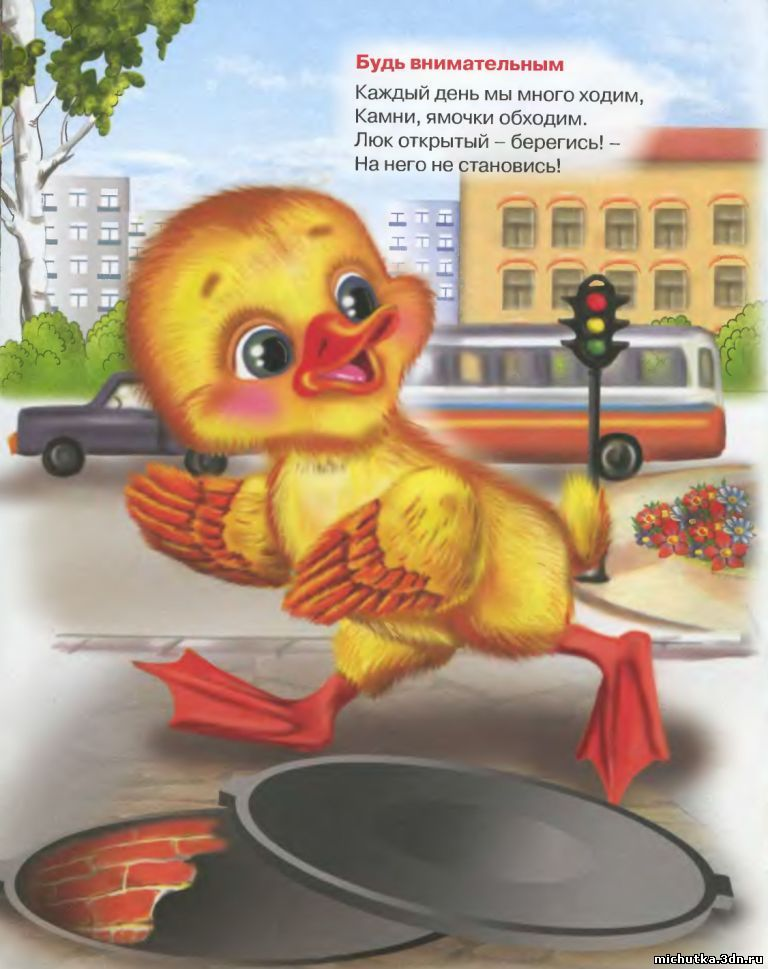 Будь внимательным
Каждый день мы много ходим,
Камни, ямочки обходим.
Люк открытый – берегись! –
На него не становись!
michutka.3dn.ru